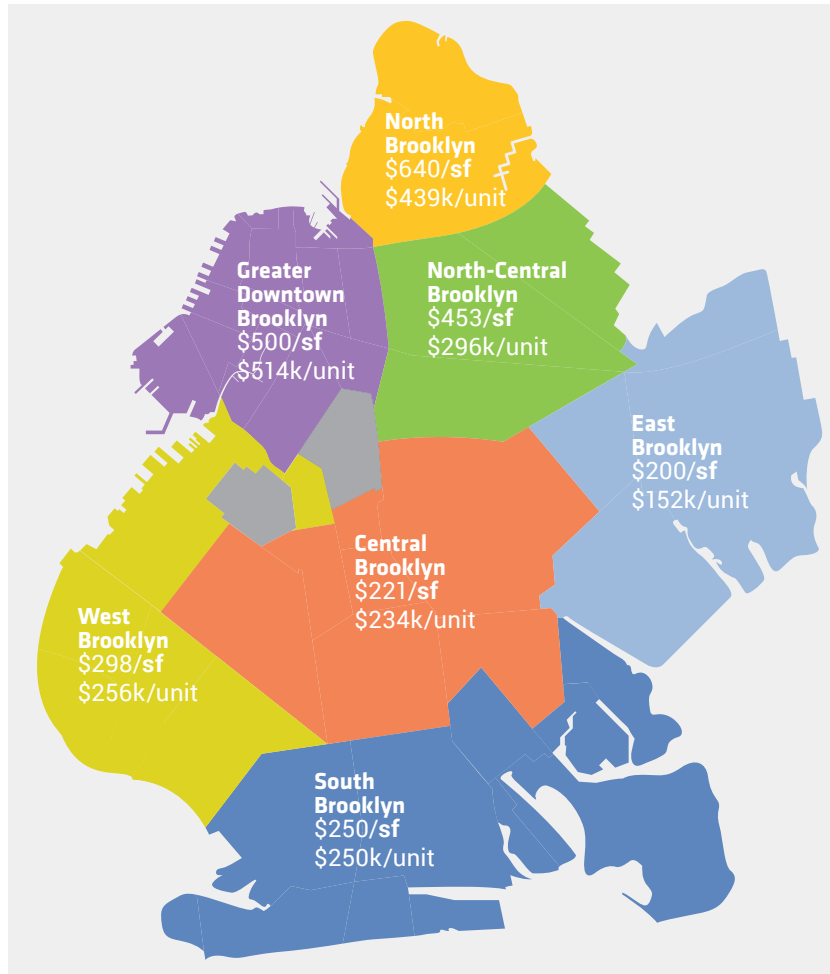 North
Brooklyn
$640/sf
$439k/unit
Greater
Downtown
Brooklyn
$500/sf
$514k/unit
North-Central
Brooklyn
$453/sf
$296k/unit
East
Brooklyn
$200/sf
$152k/unit
Central
Brooklyn
$221/sf
$234k/unit
West
Brooklyn
$298/sf
$256k/unit
South
Brooklyn
$250/sf
$250k/unit